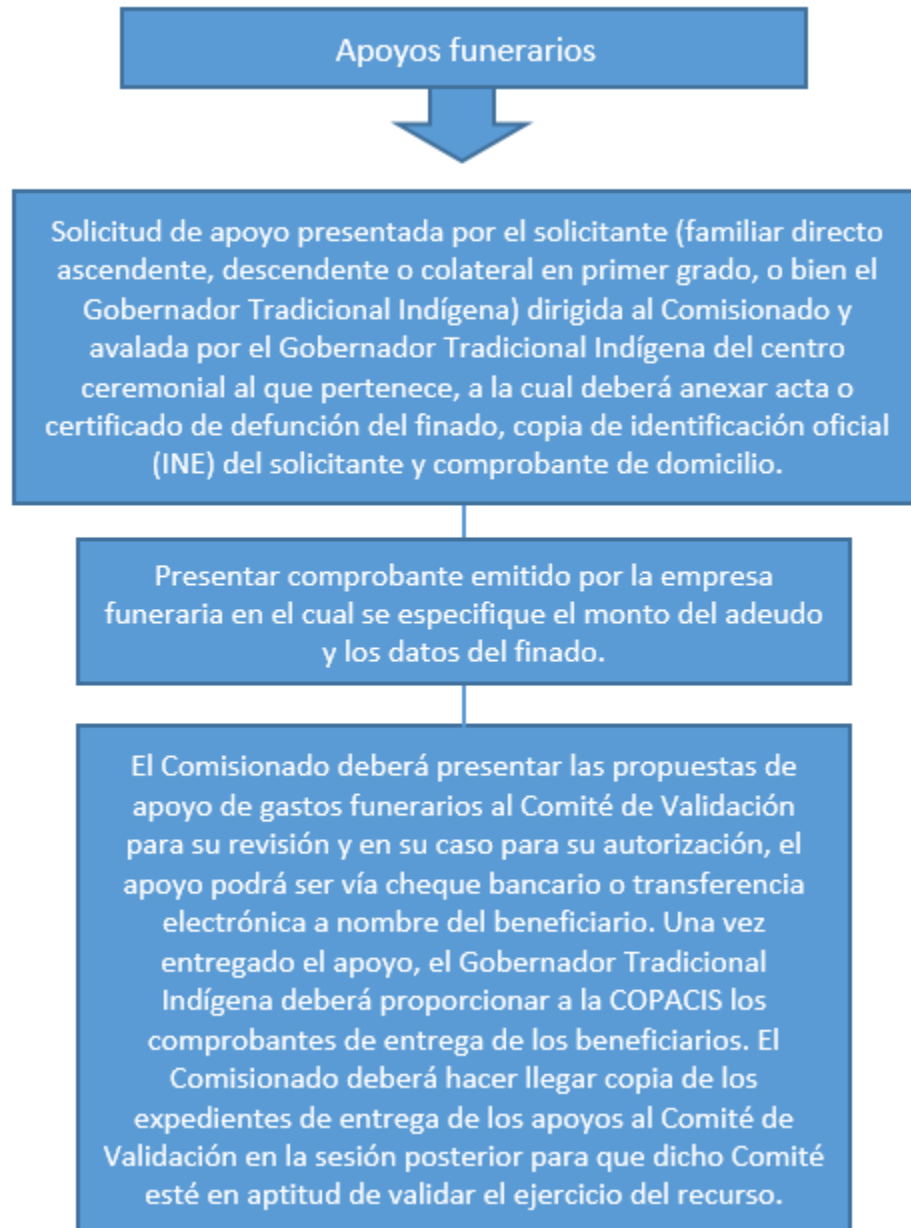 Apoyos funerarios
Solicitud de apoyo presentada por el solicitante (familiar directo
ascendente, descendente o colateral en primer grado, o bien el
Gobernador Tradicional Indígena) dirigida al Comisionado y
avalada por el Gobernador Tradicional Indígena del centro
ceremonial al que pertenece, a la cual deberá anexar acta o
certificado de defunción del finado, copia de identificación oficial
(INE) del solicitante y comprobante de domicilio.
Presentar comprobante emitido por la empresa
funeraria en el cual se especifique el monto del adeudo
y los datos del finado.
El Comisionado deberá presentar las propuestas de
apoyo de gastos funerarios al Comité de Validación
para su revisión y en su caso para su autorización, el
apoyo podrá ser vía cheque bancario o transferencia
electrónica a nombre del beneficiario. Una vez
entregado el apoyo, el Gobernador Tradicional
Indígena deberá proporcionar a la COPACIS los
comprobantes de entrega de los beneficiarios. El
Comisionado deberá hacer llegar copia de los
expedientes de entrega de los apoyos al Comité de
Validación en la sesión posterior para que dicho Comité
esté en aptitud de validar el ejercicio del recurso.